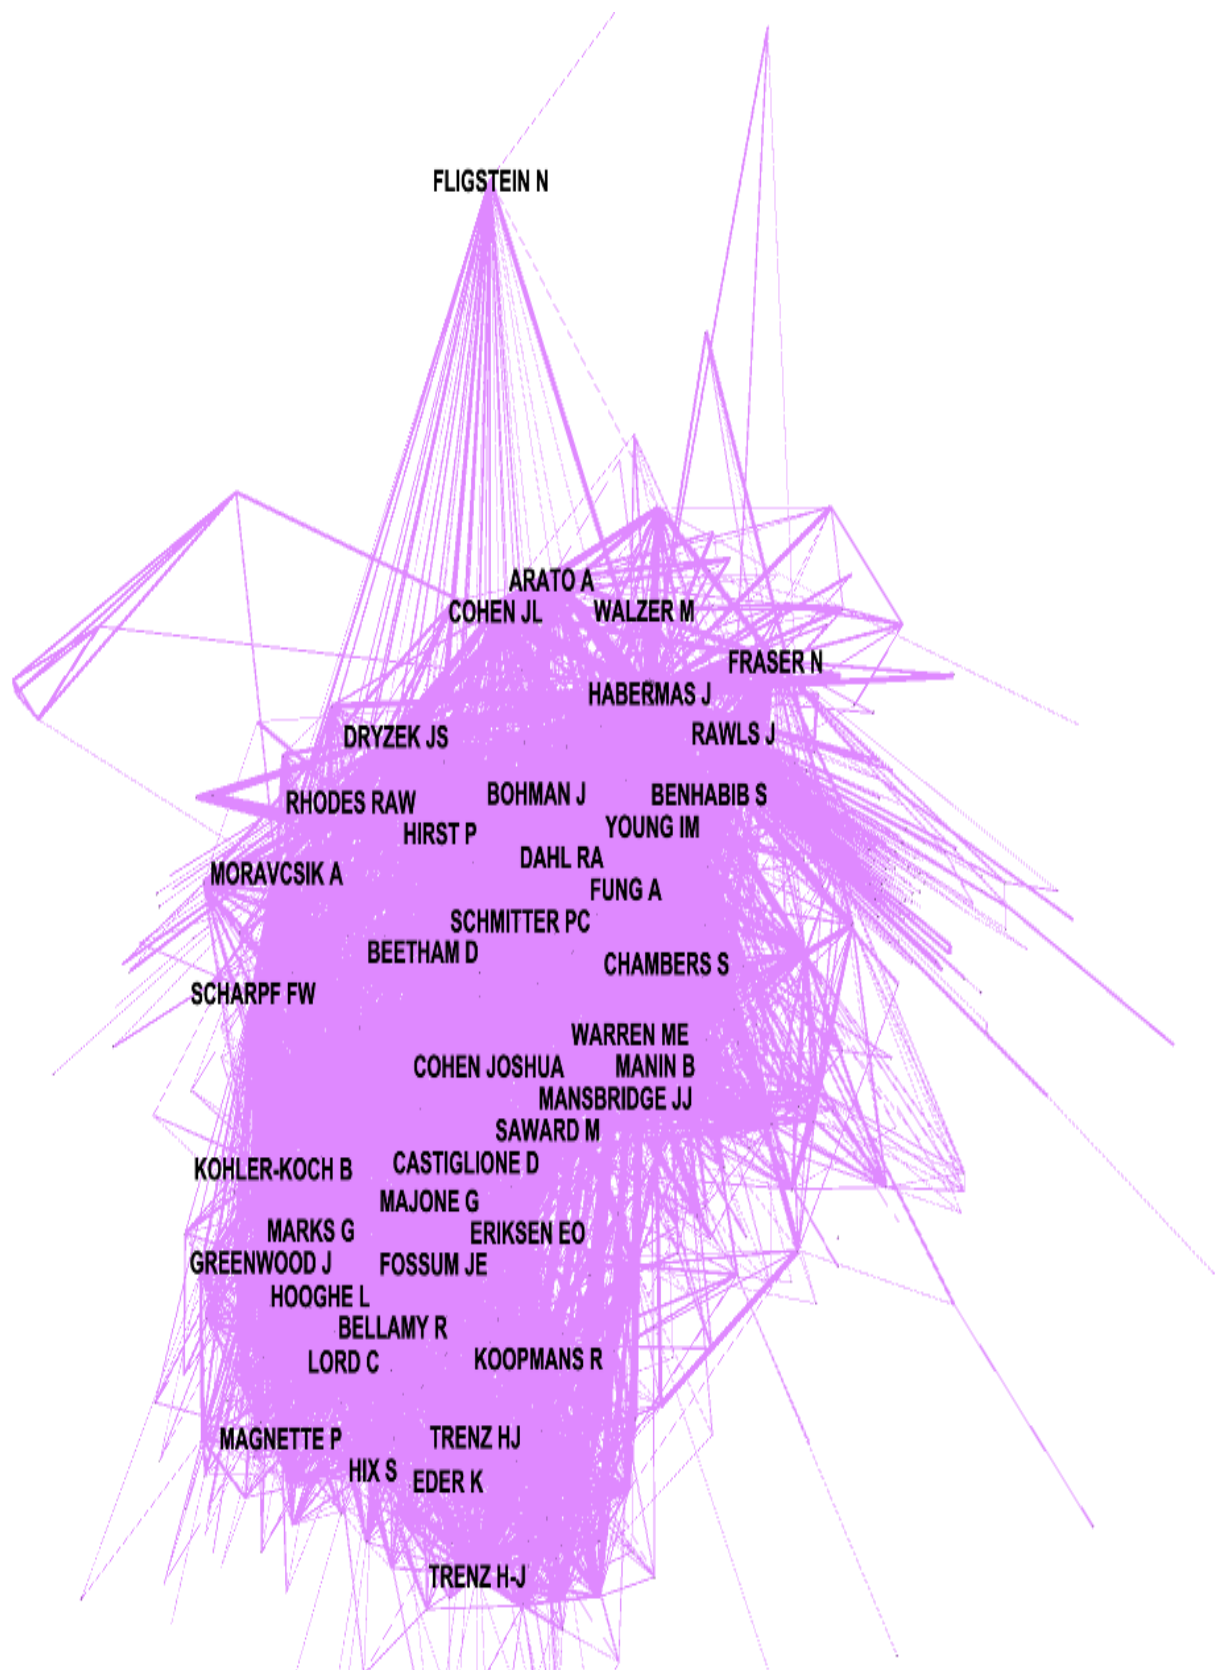 FLIGSTEIN N
ARATO A
COHEN JL
WALZER M
FRASER N
HABERMAS J
RAWLS J
DRYZEK JS
BOHMAN J
BENHABIB S
RHODES RAW
YOUNG IM
HIRST P
DAHL RA
MORAVCSIK A
FUNG A
SCHMITTER PC
BEETHAM D
CHAMBERS S
SCHARPF FW
WARREN ME
COHEN JOSHUA
MANIN B
MANSBRIDGE JJ
SAWARD M
CASTIGLIONE D
KOHLER-KOCH B
MAJONE G
MARKS G
ERIKSEN EO
GREENWOOD J
FOSSUM JE
HOOGHE L
BELLAMY R
LORD C
KOOPMANS R
MAGNETTE P
TRENZ HJ
HIX S
EDER K
TRENZ H-J